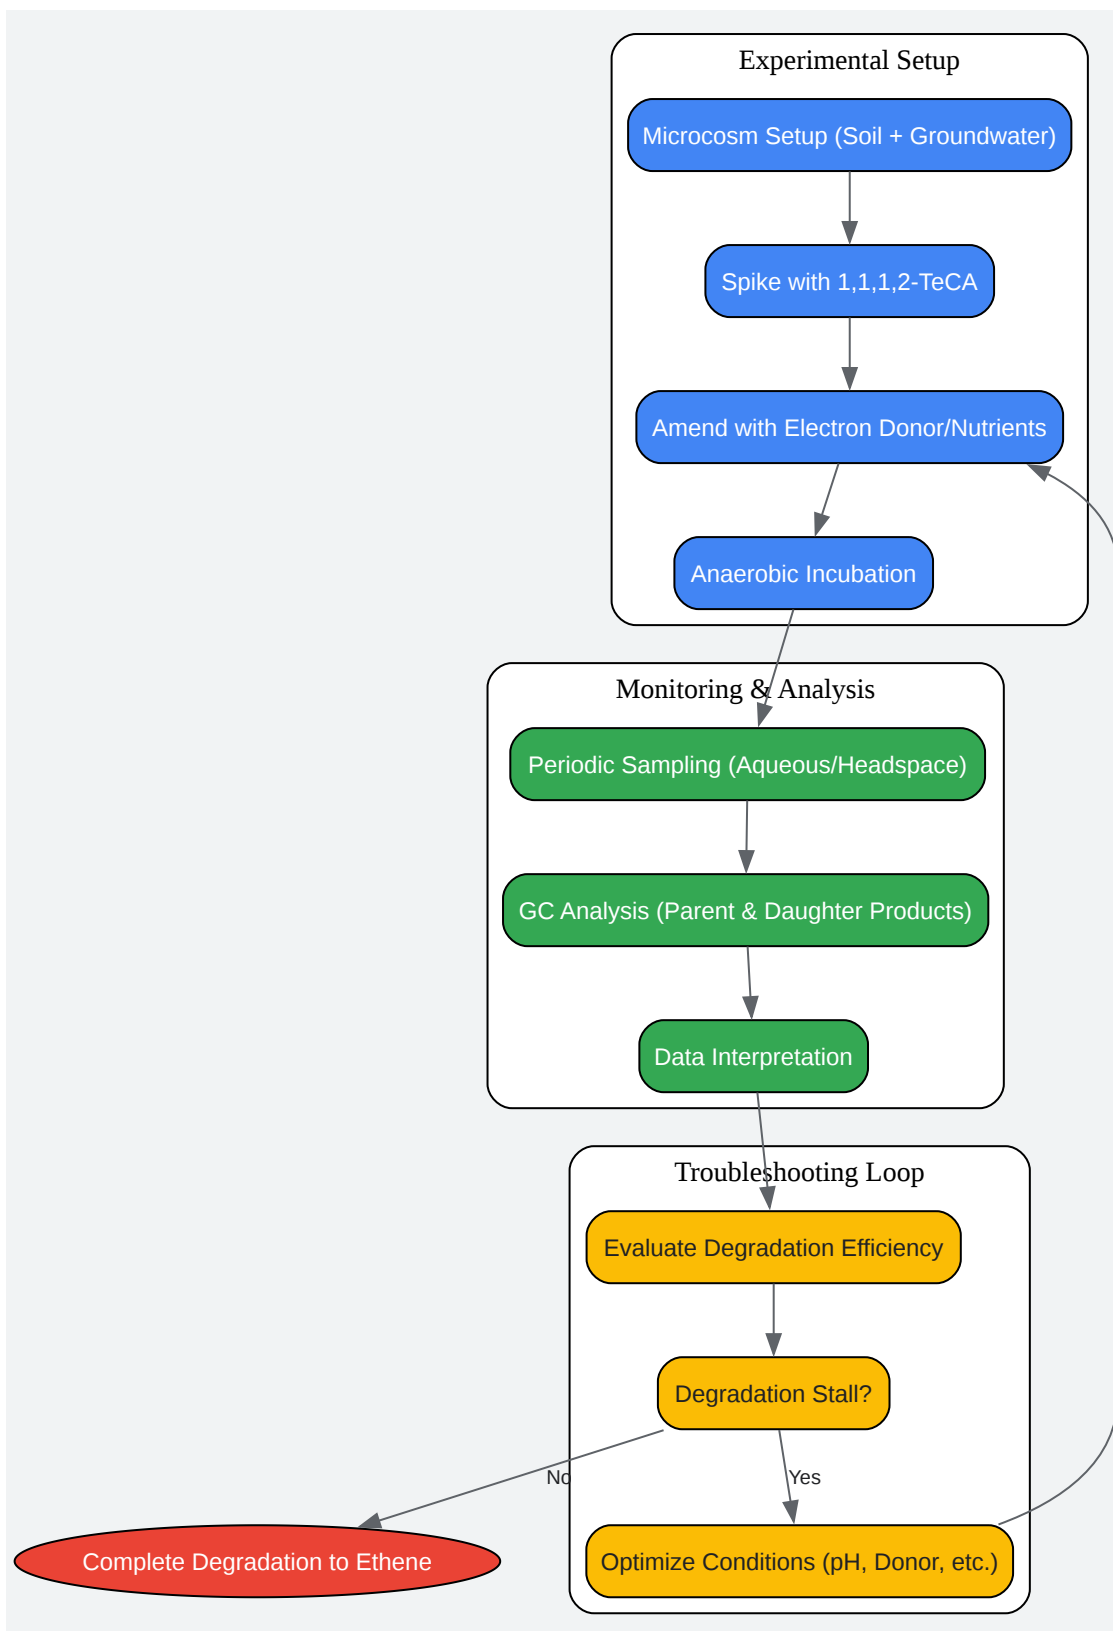 Experimental Setup
Microcosm Setup (Soil + Groundwater)
Spike with 1,1,1,2-TeCA
Amend with Electron Donor/Nutrients
Anaerobic Incubation
Monitoring & Analysis
Periodic Sampling (Aqueous/Headspace)
GC Analysis (Parent & Daughter Products)
Data Interpretation
Troubleshooting Loop
Evaluate Degradation Efficiency
Degradation Stall?
No
Yes
Complete Degradation to Ethene
Optimize Conditions (pH, Donor, etc.)